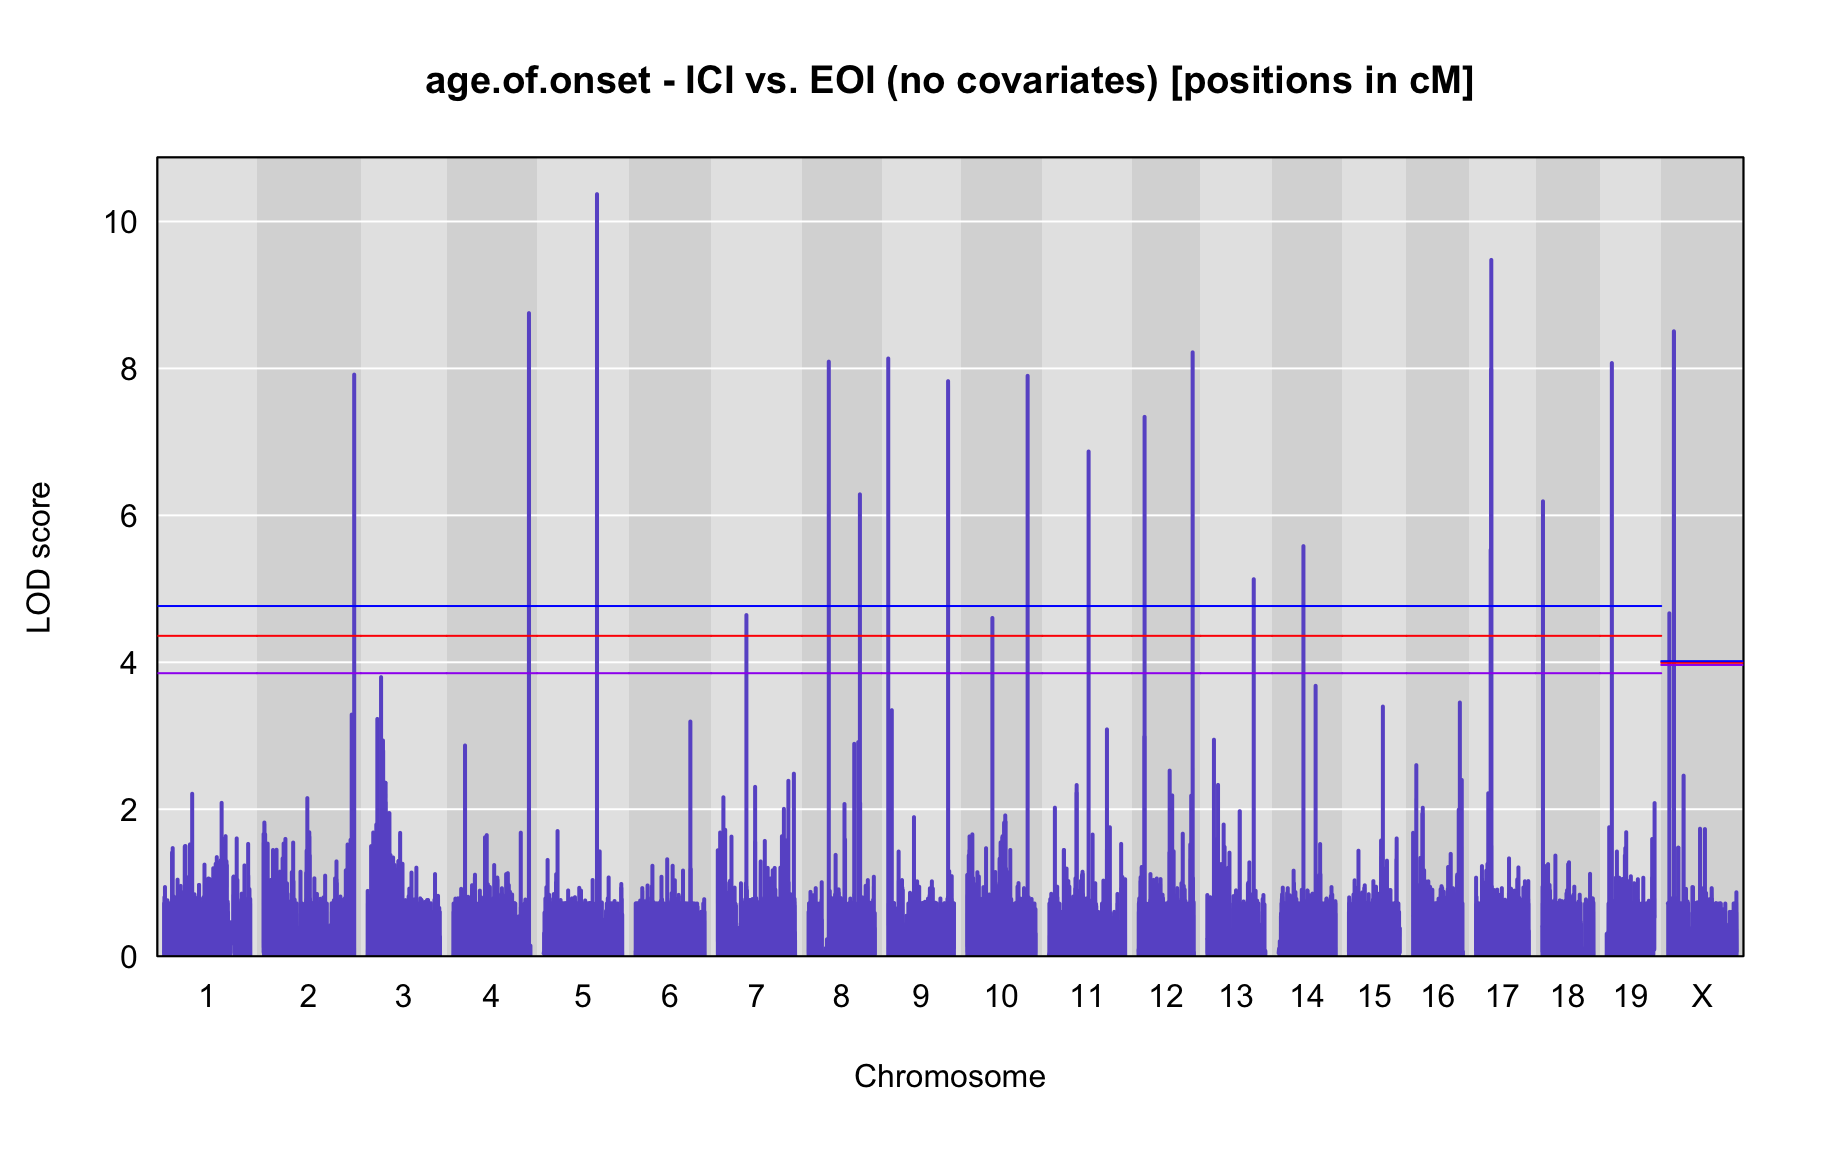 age.of.onset - ICI vs. EOI (no covariates) [positions in cM]
10
8
6
4
2
0
LOD score
1 2 3 4 5 6 7 8 9 10 11 12 13 14 15 16 17 18 19 X
Chromosome